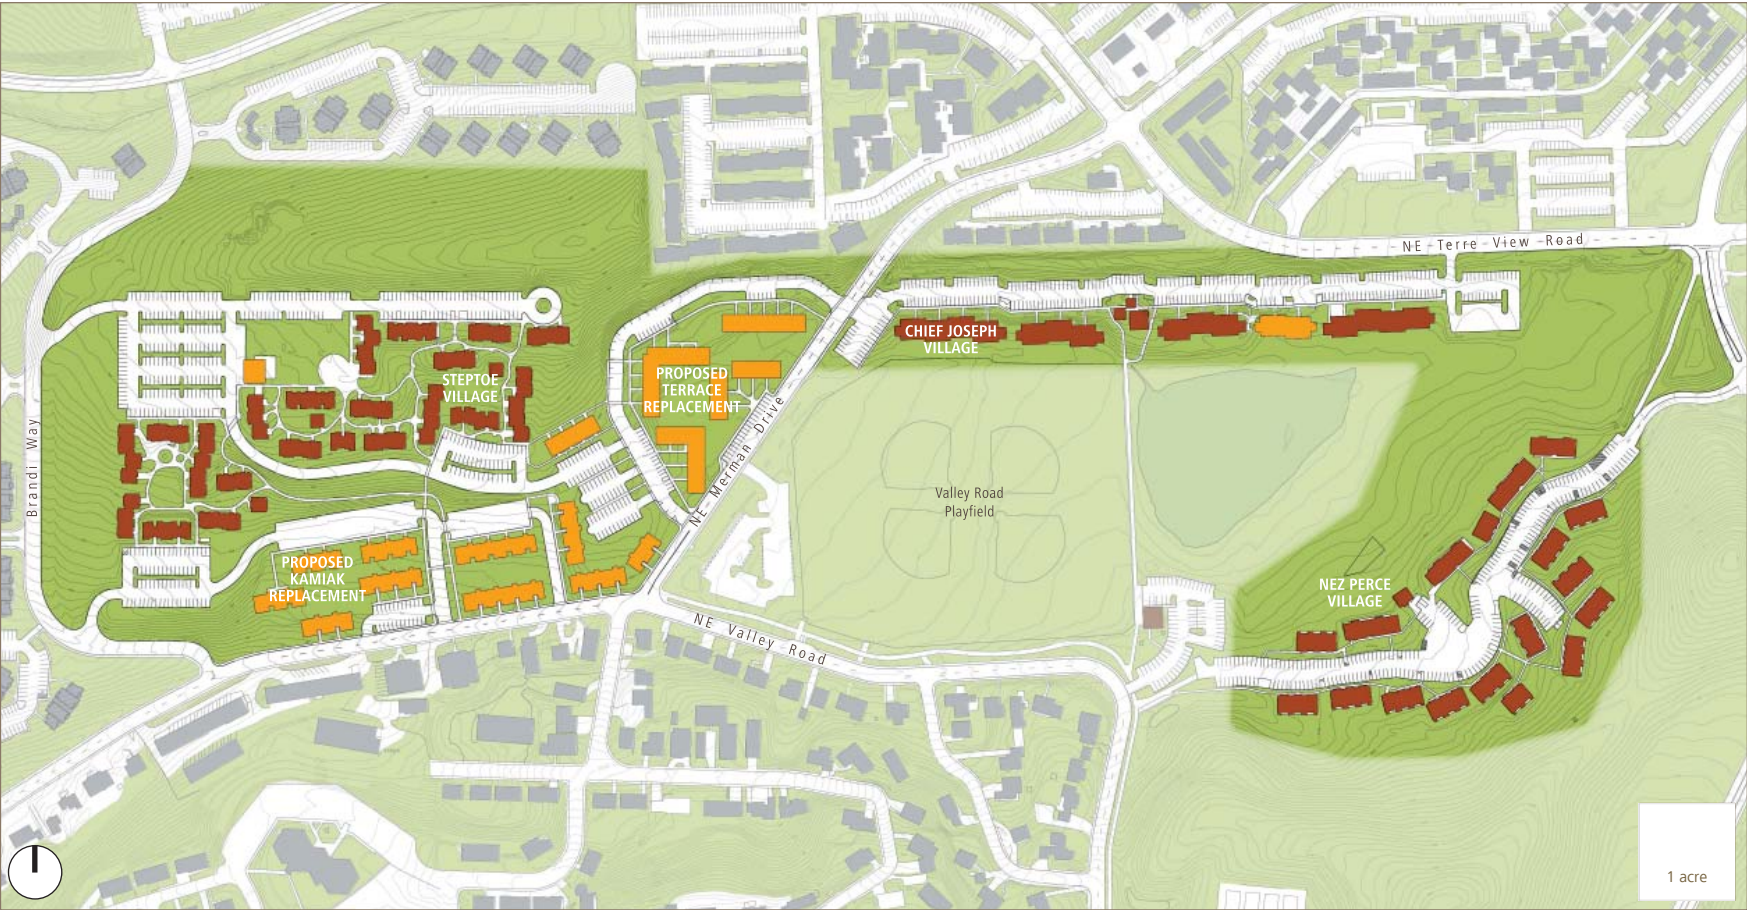 NE Terre View Road
CHIEF JOSEPH
VILLAGE
STEPTOE
VILLAGE
PROPOSED
TERRACE
REPLACEMENT
Brandi Way
NE Merman Drive
Valley Road
Playfield
PROPOSED
KAMIAK
REPLACEMENT
NEZ PERCE
VILLAGE
NE Valley Road
1 acre